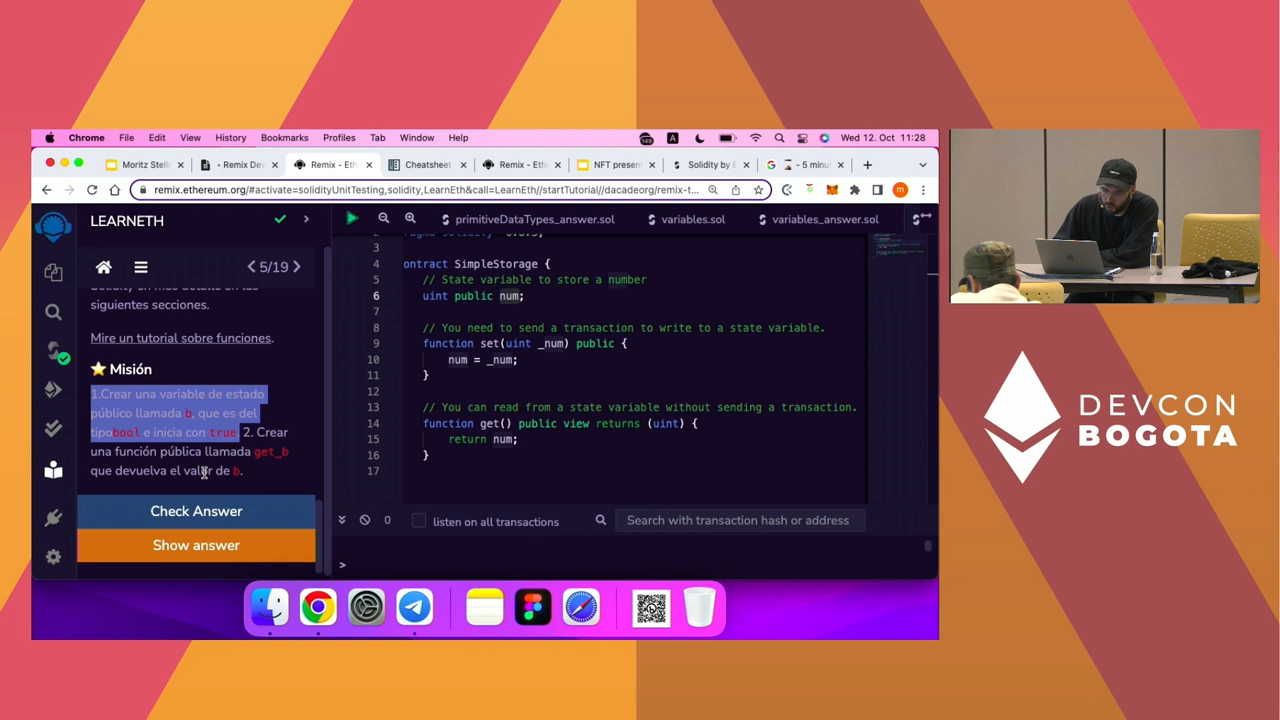 Chrome File Edit View History Bookmarks Profiles Tab Window Help
149 A Wed 12. Oct 11:28
Moritz Stell
Remix De
Remix - Eth
Cheatsheet
Remix - Eth
NFT presen
Solidity by E
- 5 minut
remix.ethereum.org/#activate=solidityUnitTesting,solidity,LearnEth&call=LearnEth//startTutorial//dacadeorg/remix-t...
m
LEARNETH
5/19
siguientes secciones.
Mire un tutorial sobre funciones.
Misión
1.Crear una variable de estado
público llamada b, que es del
tipobool e inicia con true. 2. Crear
una función pública llamada get_b
que devuelva el valor de b.
Check Answer
Show answer
primitiveDataTypes_answer.sol
variables.sol
variables_answer.sol
3
4 ontract SimpleStorage {
5 // State variable to store a number
6 uint public num;
7
8 // You need to send a transaction to write to a state variable.
9 function set(uint _num) public {
10 num = _num;
11 }
12
13 // You can read from a state variable without sending a transaction.
14 function get() public view returns (uint) {
15 return num;
16 }
17
0
listen on all transactions
Search with transaction hash or address
>
DEVCON
BOGOTA